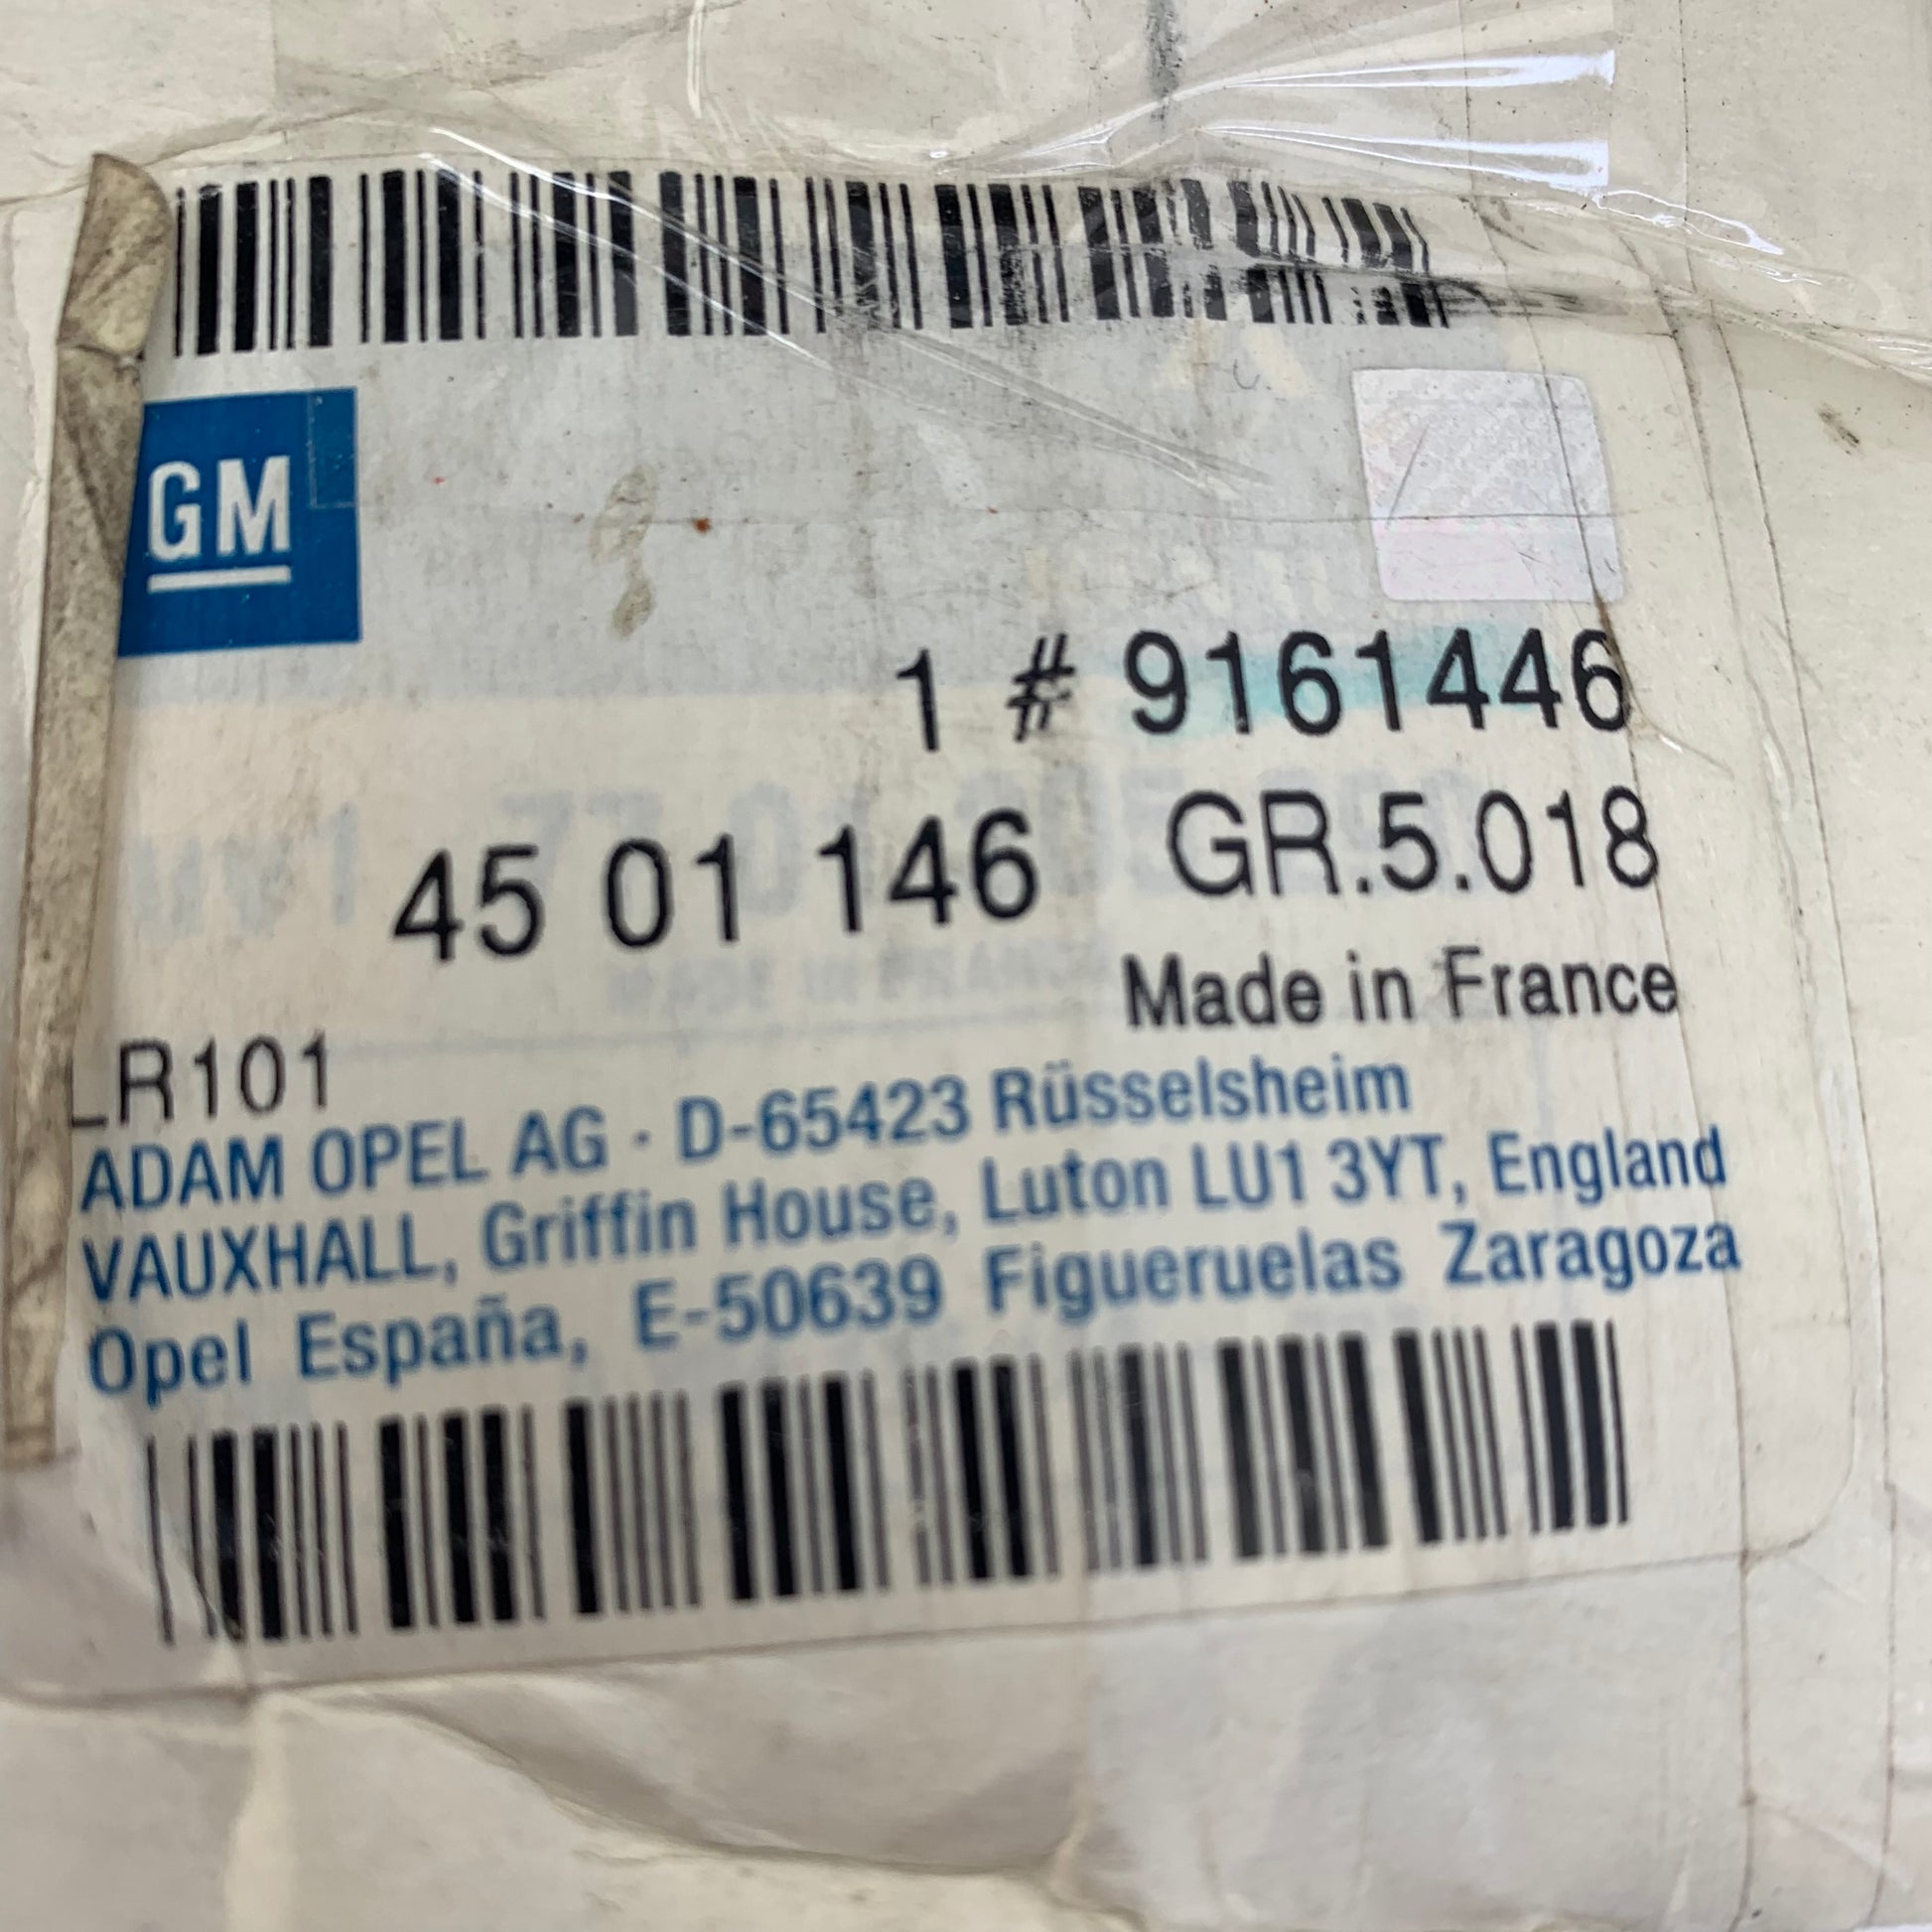 GM
1 # 9161446
45 01 146 GR.5.018
Made in France
LR101
ADAM OPEL AG · D-65423 Rüsselsheim
VAUXHALL, Griffin House, Luton LU1 3YT, England
Opel España, E-50639 Figueruelas Zaragoza